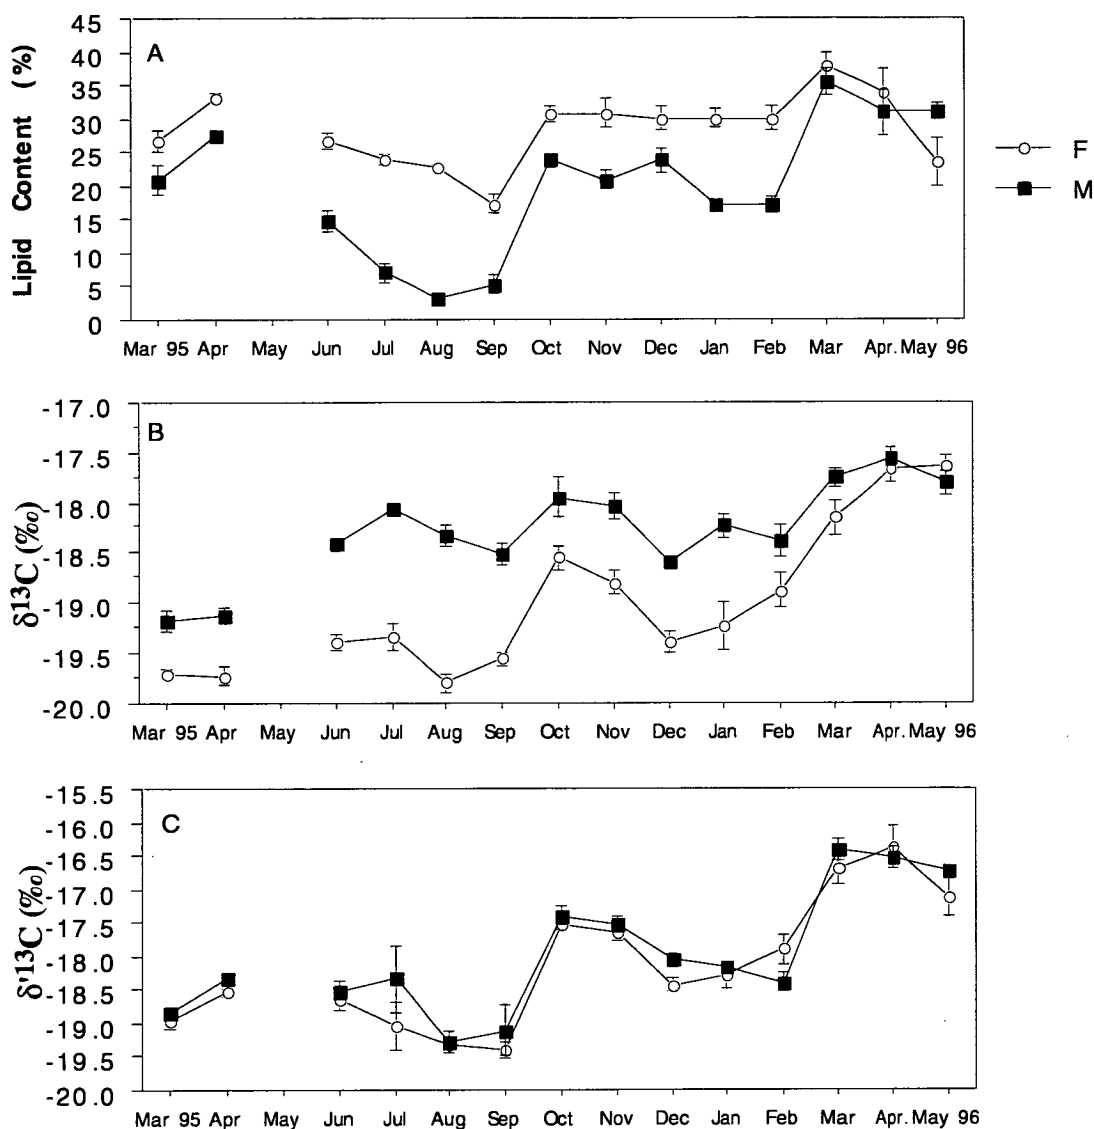 A
Lipid Content (%)
45
40
35
30
25
20
15
10
5
0
Mar 95 Apr May Jun Jul Aug Sep Oct Nov Dec Jan Feb Mar Apr. May 96
F
M
B
δ13C (‰)
-17.0
-17.5
-18.0
-18.5
-19.0
-19.5
-20.0
Mar 95 Apr May Jun Jul Aug Sep Oct Nov Dec Jan Feb Mar Apr. May 96
C
δ'13C (‰)
-15.5
-16.0
-16.5
-17.0
-17.5
-18.0
-18.5
-19.0
-19.5
-20.0
Mar 95 Apr May Jun Jul Aug Sep Oct Nov Dec Jan Feb Mar Apr. May 96